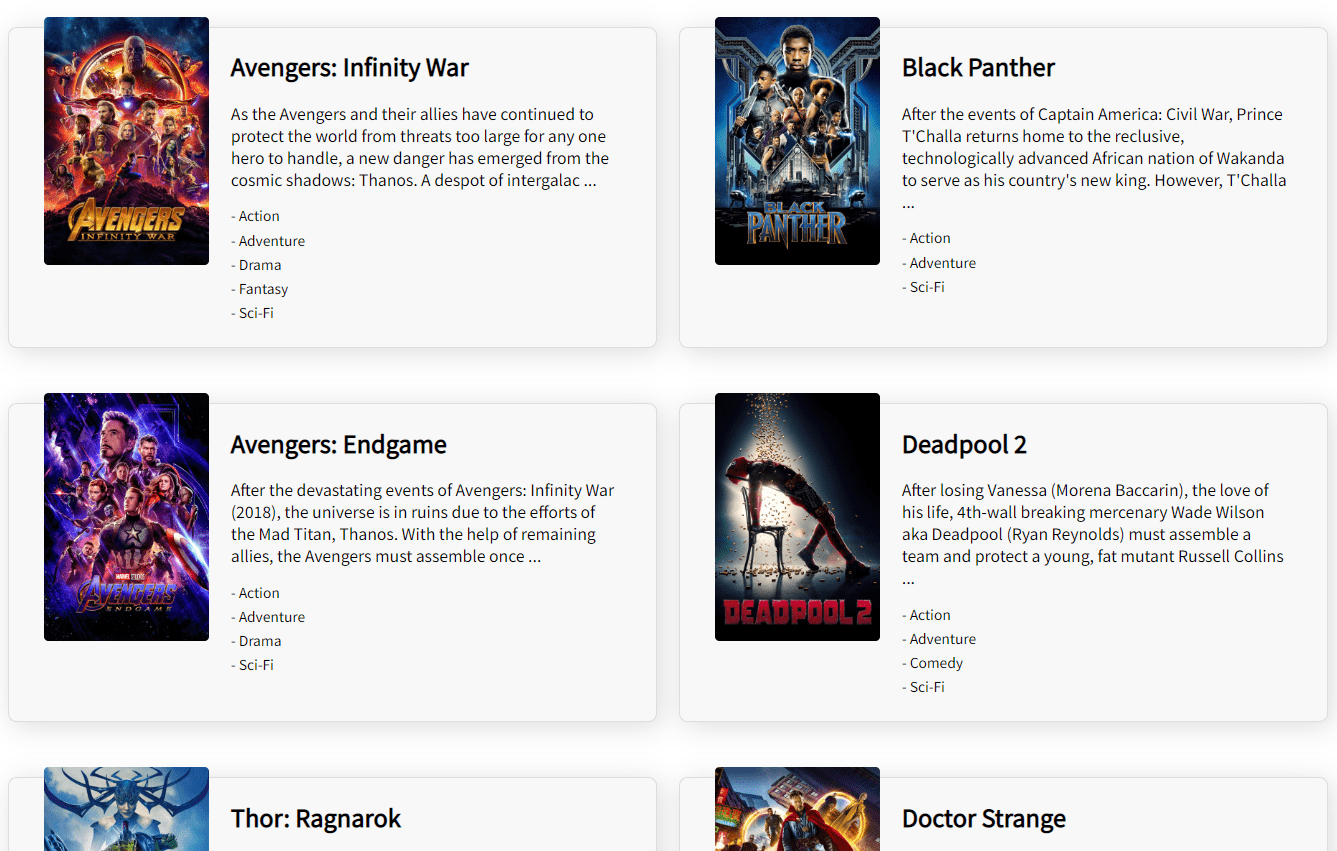 Avengers: Infinity War
As the Avengers and their allies have continued to
protect the world from threats too large for any one
hero to handle, a new danger has emerged from the
cosmic shadows: Thanos. A despot of intergalac ...
- Action
- Adventure
- Drama
- Fantasy
- Sci-Fi
AVENGERS
INFINITY WAR
Black Panther
After the events of Captain America: Civil War, Prince
T'Challa returns home to the reclusive,
technologically advanced African nation of Wakanda
to serve as his country's new king. However, T'Challa
...
- Action
- Adventure
- Sci-Fi
BLACK
PANTHER
Avengers: Endgame
After the devastating events of Avengers: Infinity War
(2018), the universe is in ruins due to the efforts of
the Mad Titan, Thanos. With the help of remaining
allies, the Avengers must assemble once ...
- Action
- Adventure
- Drama
- Sci-Fi
MARVEL STUDIOS
AVENGERS
ENDGAME
Deadpool 2
After losing Vanessa (Morena Baccarin), the love of
his life, 4th-wall breaking mercenary Wade Wilson
aka Deadpool (Ryan Reynolds) must assemble a
team and protect a young, fat mutant Russell Collins
...
- Action
- Adventure
- Comedy
- Sci-Fi
DEADPOOL 2
Thor: Ragnarok
Doctor Strange